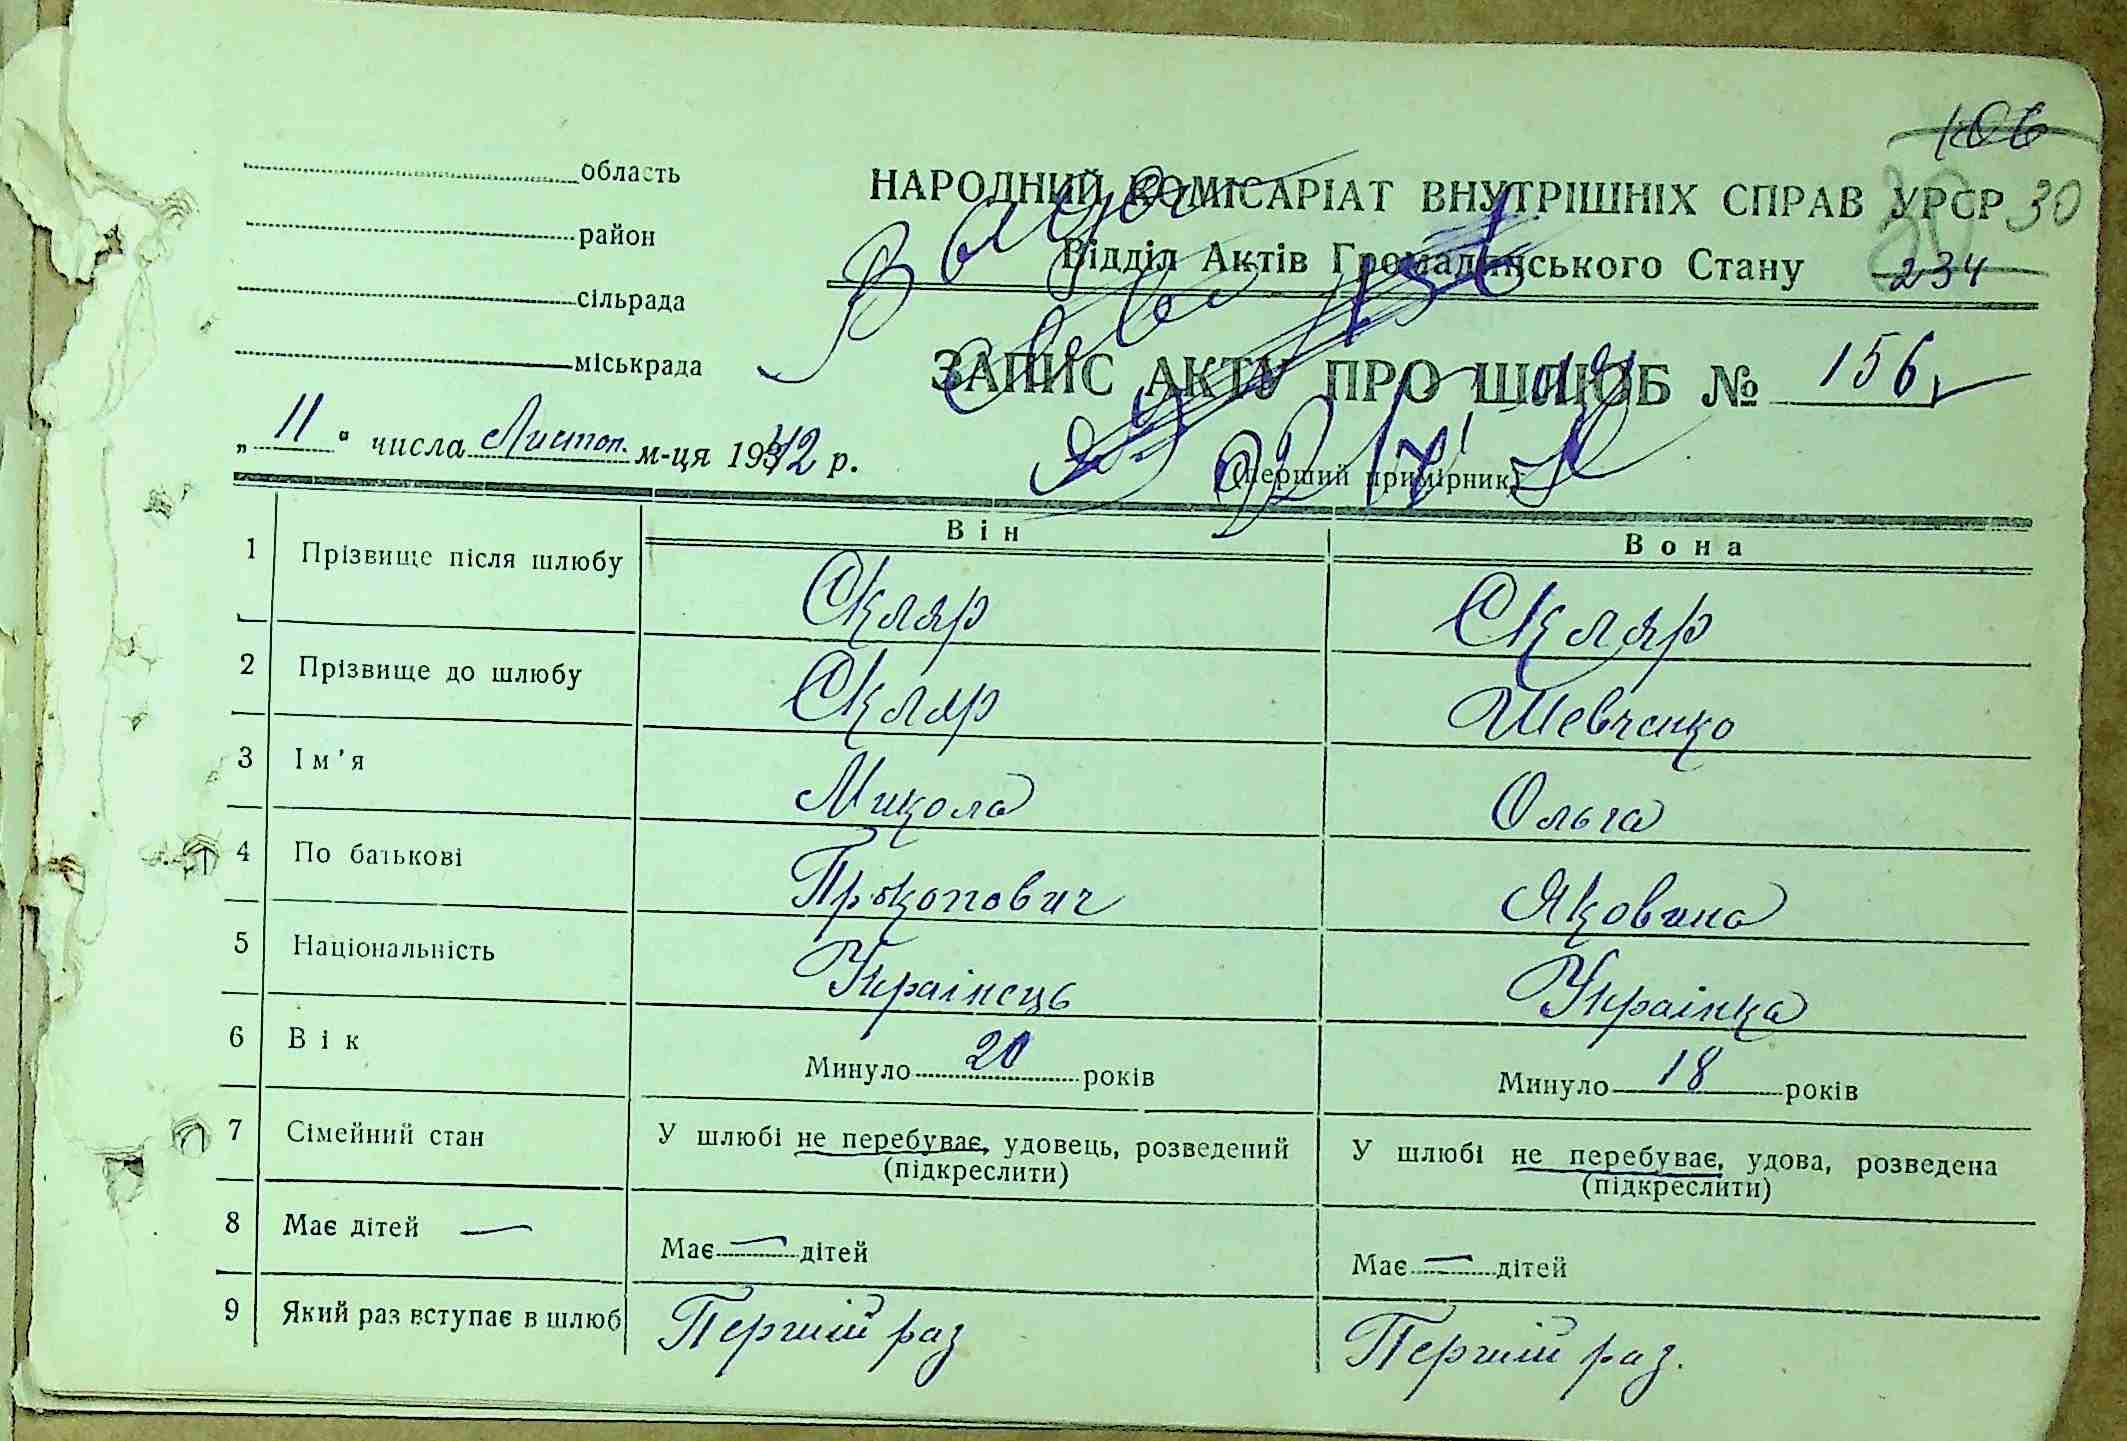 106
область
НАРОДНИЙ КОМІСАРІАТ ВНУТРІШНІХ СПРАВ УРСР 30
район
Відділ Актів Громадянського Стану 234
сільрада
міськрада
ЗАПИС АКТУ ПРО ШЛЮБ № 156
„ 11 " числа Листоп. м-ця 1942 р.
(перший примірник)
Він Вона
1 Прізвище після шлюбу Скляр Скляр
2 Прізвище до шлюбу Скляр Шевченко
3 Ім'я Микола Ольга
4 По батькові Прокопович Яковина
5 Національність Українець Українка
6 Вік Минуло 20 років Минуло 18 років
7 Сімейний стан У шлюбі не перебуває, удовець, розведений У шлюбі не перебуває, удова, розведена
(підкреслити) (підкреслити)
8 Має дітей — Має — дітей Має — дітей
9 Який раз вступає в шлюб Перший раз Перший раз.